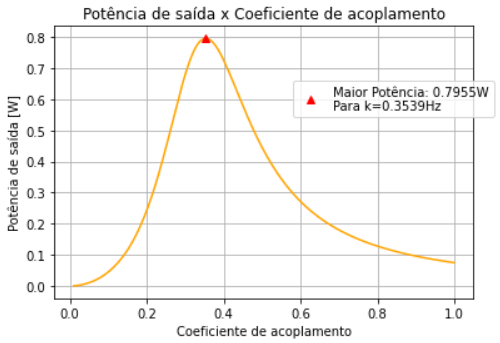 Potência de saída x Coeficiente de acoplamento
Potência de saída [W]
0.8
0.7
0.6
0.5
0.4
0.3
0.2
0.1
0.0
Maior Potência: 0.7955W
Para k=0.3539Hz
0.0 0.2 0.4 0.6 0.8 1.0
Coeficiente de acoplamento